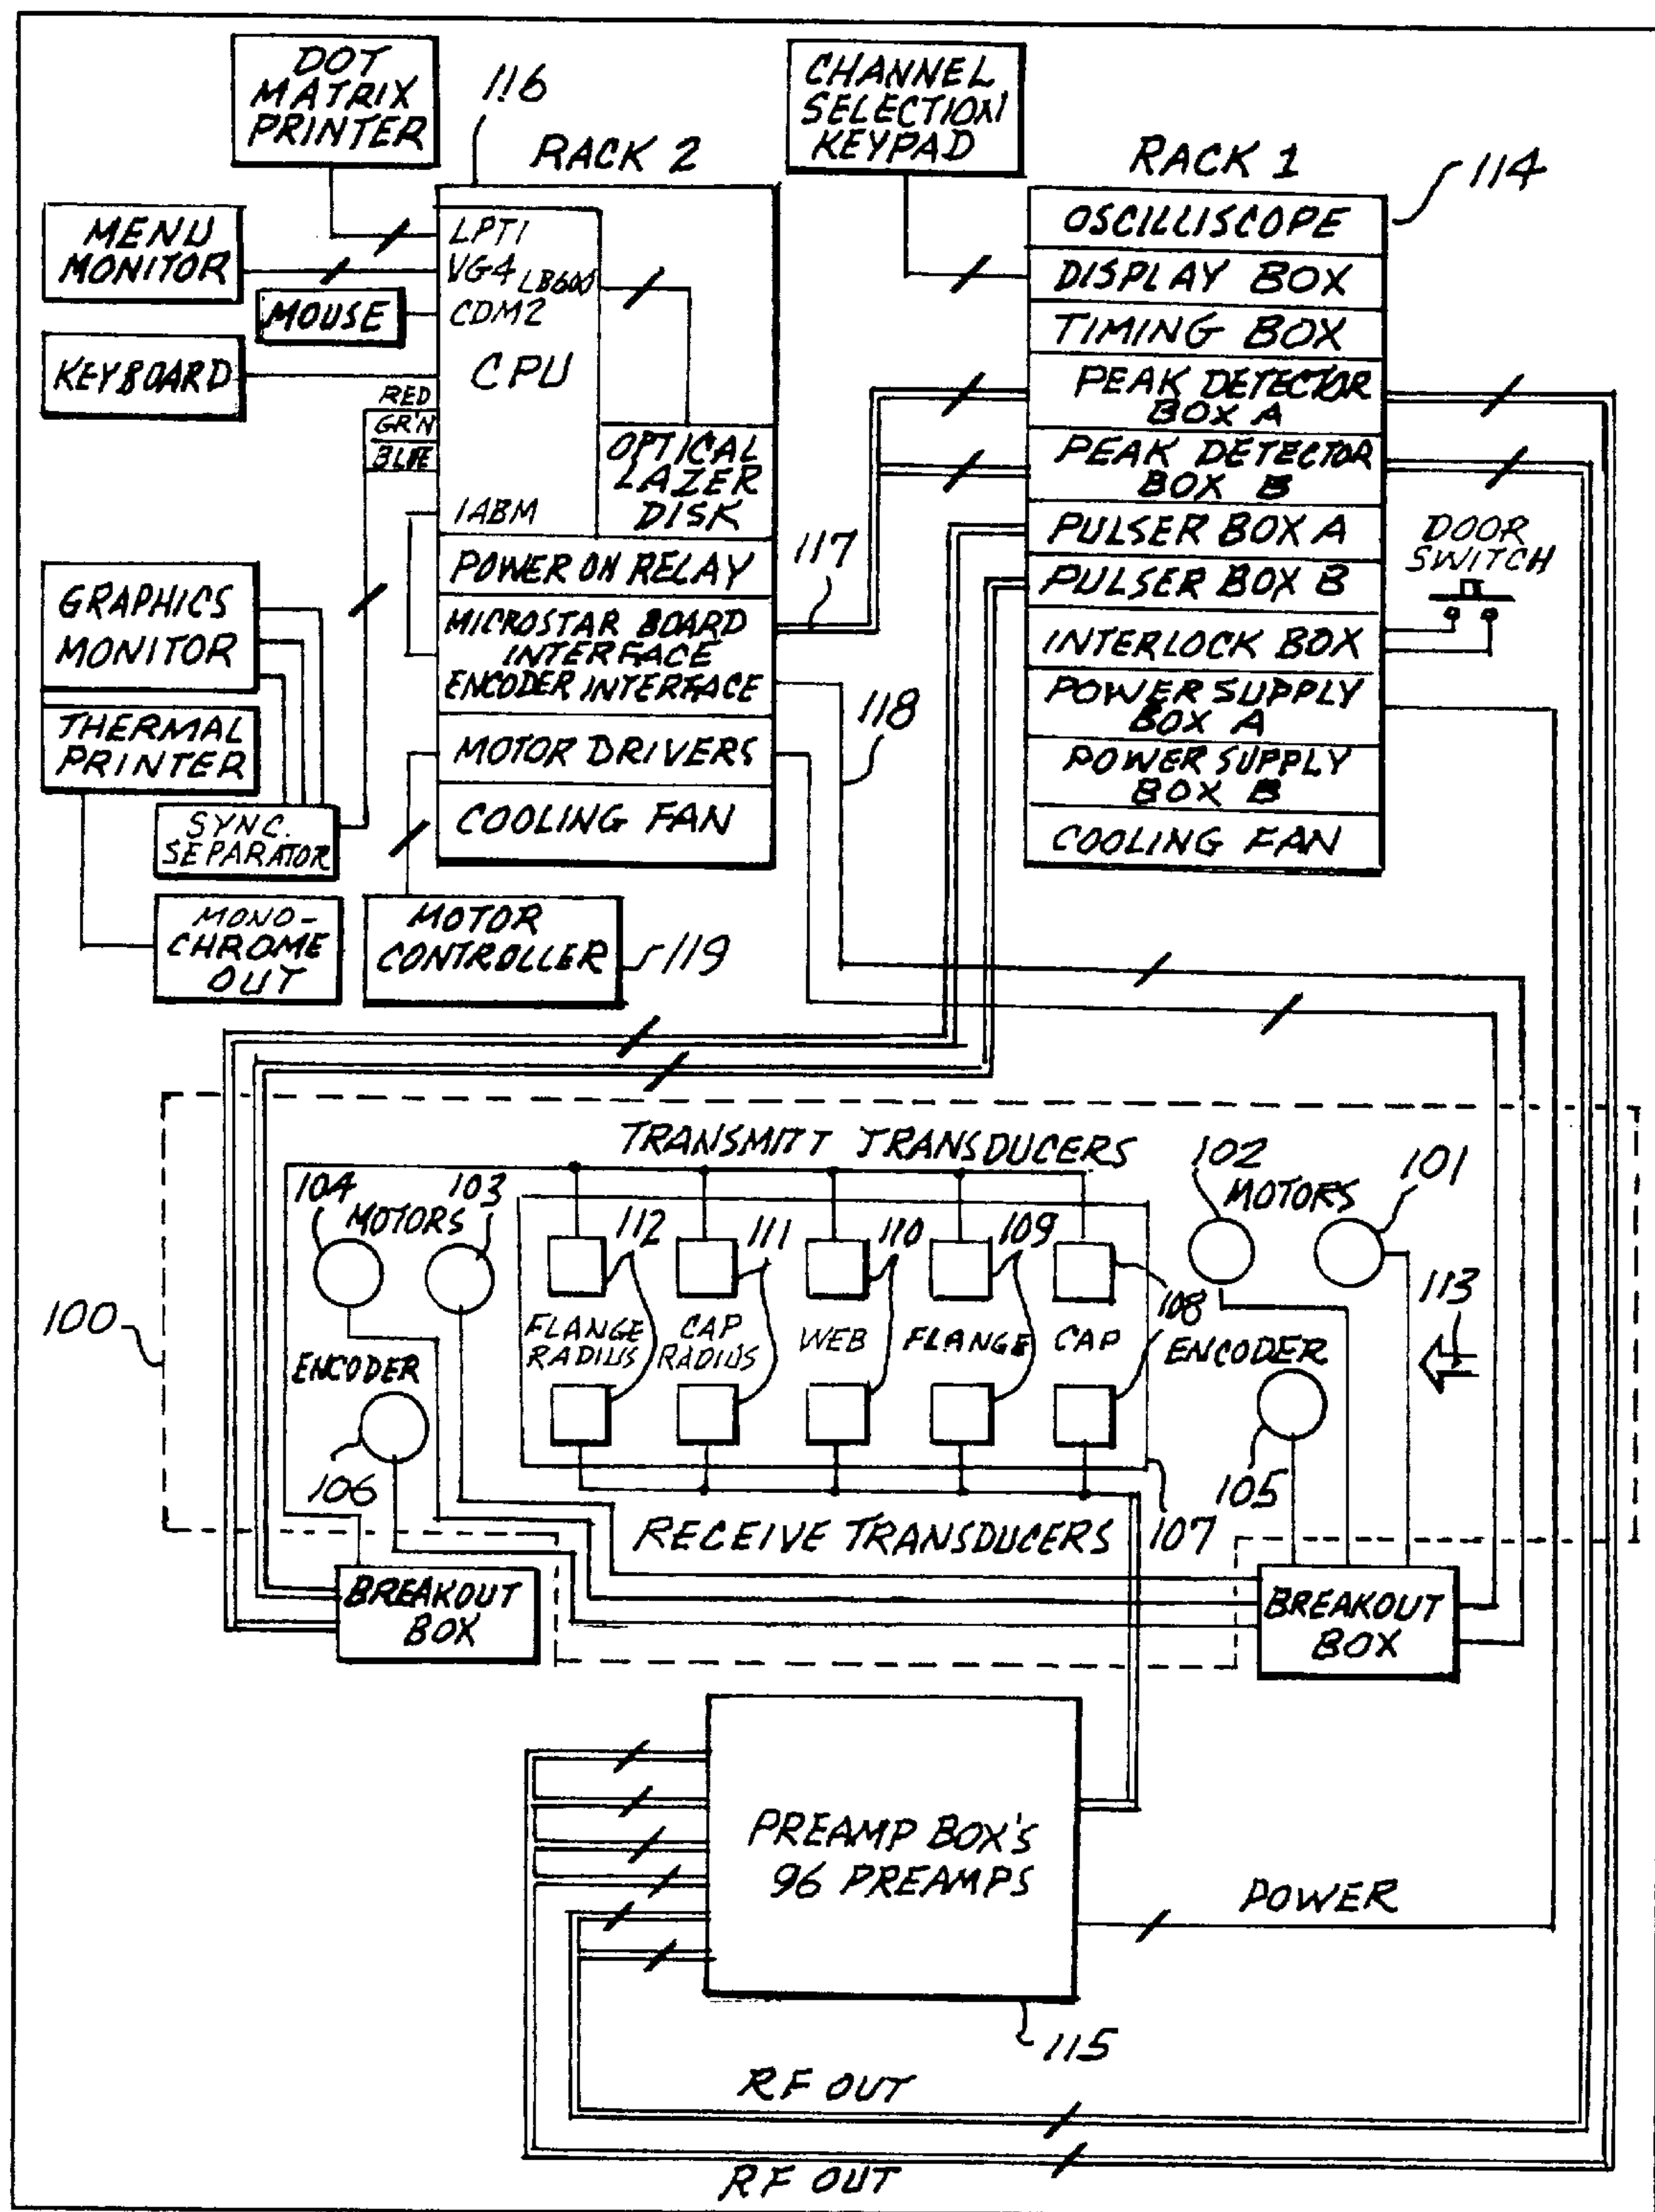 DOT
MATRIX
PRINTER
116
RACK 2
CHANNEL
SELECTION
KEYPAD
RACK 1
114
MENU
MONITOR
MOUSE
KEYBOARD
RED
GR'N
BLUE
LPT1
VG4
LB600
CDM2
CPU
IABM
OPTICAL
LAZER
DISK
POWER ON RELAY
MICROSTAR BOARD
INTERFACE
ENCODER INTERFACE
MOTOR DRIVERS
COOLING FAN
117
118
OSCILLISCOPE
DISPLAY BOX
TIMING BOX
PEAK DETECTOR
BOX A
PEAK DETECTOR
BOX B
PULSER BOX A
PULSER BOX B
INTERLOCK BOX
POWER SUPPLY
BOX A
POWER SUPPLY
BOX B
COOLING FAN
DOOR
SWITCH
GRAPHICS
MONITOR
THERMAL
PRINTER
SYNC.
SEPARATOR
MONO-
CHROME
OUT
MOTOR
CONTROLLER
119
TRANSMITT TRANSDUCERS
104
103
MOTORS
112
111
110
109
108
102
101
MOTORS
113
100
FLANGE
RADIUS
CAP
RADIUS
WEB
FLANGE
CAP
ENCODER
ENCODER
106
105
107
RECEIVE TRANSDUCERS
BREAKOUT
BOX
BREAKOUT
BOX
PREAMP BOX'S
96 PREAMPS
POWER
115
RF OUT
RF OUT